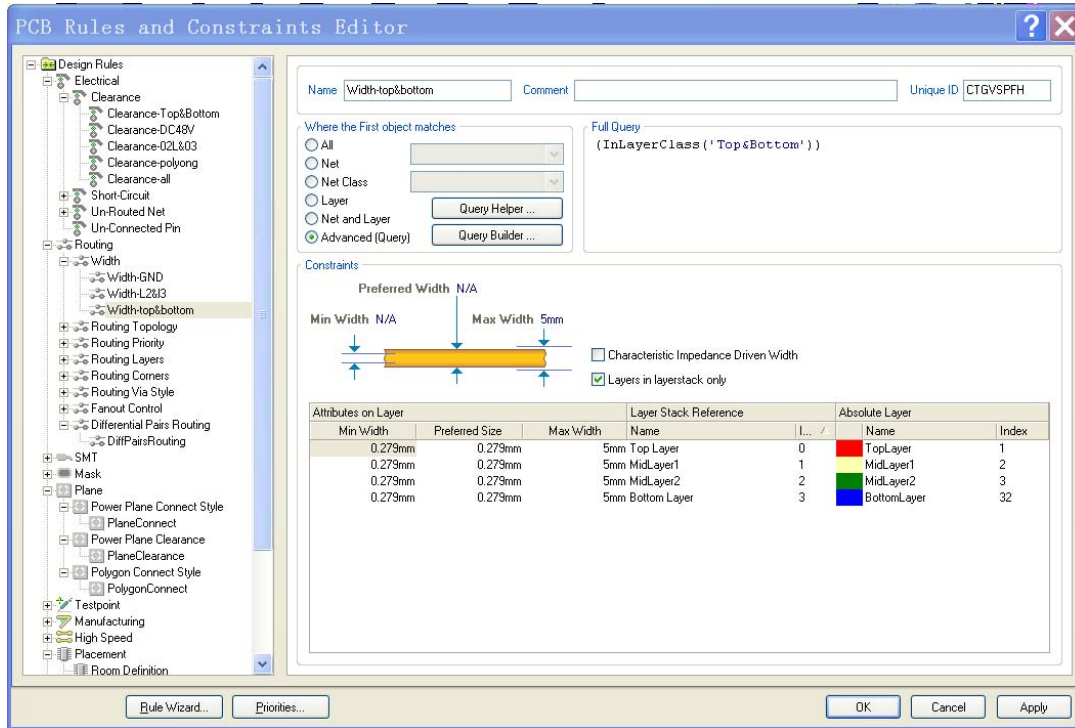 PCB Rules and Constraints Editor
Design Rules
Electrical
Clearance
Clearance-Top&Bottom
Clearance-DC48V
Clearance-02L&03
Clearance-polyong
Clearance-all
Short-Circuit
Un-Routed Net
Un-Connected Pin
Routing
Width
Width-GND
Width-L2&l3
Width-top&bottom
Routing Topology
Routing Priority
Routing Layers
Routing Corners
Routing Via Style
Fanout Control
Differential Pairs Routing
DiffPairsRouting
SMT
Mask
Plane
Power Plane Connect Style
PlaneConnect
Power Plane Clearance
PlaneClearance
Polygon Connect Style
PolygonConnect
Testpoint
Manufacturing
High Speed
Placement
Room Definition
Name Width-top&bottom Comment Unique ID CTGVSPFH
Where the First object matches
All
Net
Net Class
Layer
Net and Layer
Advanced (Query)
Query Helper ...
Query Builder ...
Full Query
(InLayerClass('Top&Bottom'))
Constraints
Preferred Width N/A
Min Width N/A Max Width 5mm
Characteristic Impedance Driven Width
Layers in layerstack only
Attributes on Layer Layer Stack Reference Absolute Layer
Min Width Preferred Size Max Width Name I... Name Index
0.279mm 0.279mm 5mm Top Layer 0 TopLayer 1
0.279mm 0.279mm 5mm MidLayer1 1 MidLayer1 2
0.279mm 0.279mm 5mm MidLayer2 2 MidLayer2 3
0.279mm 0.279mm 5mm Bottom Layer 3 BottomLayer 32
Rule Wizard... Priorities... OK Cancel Apply